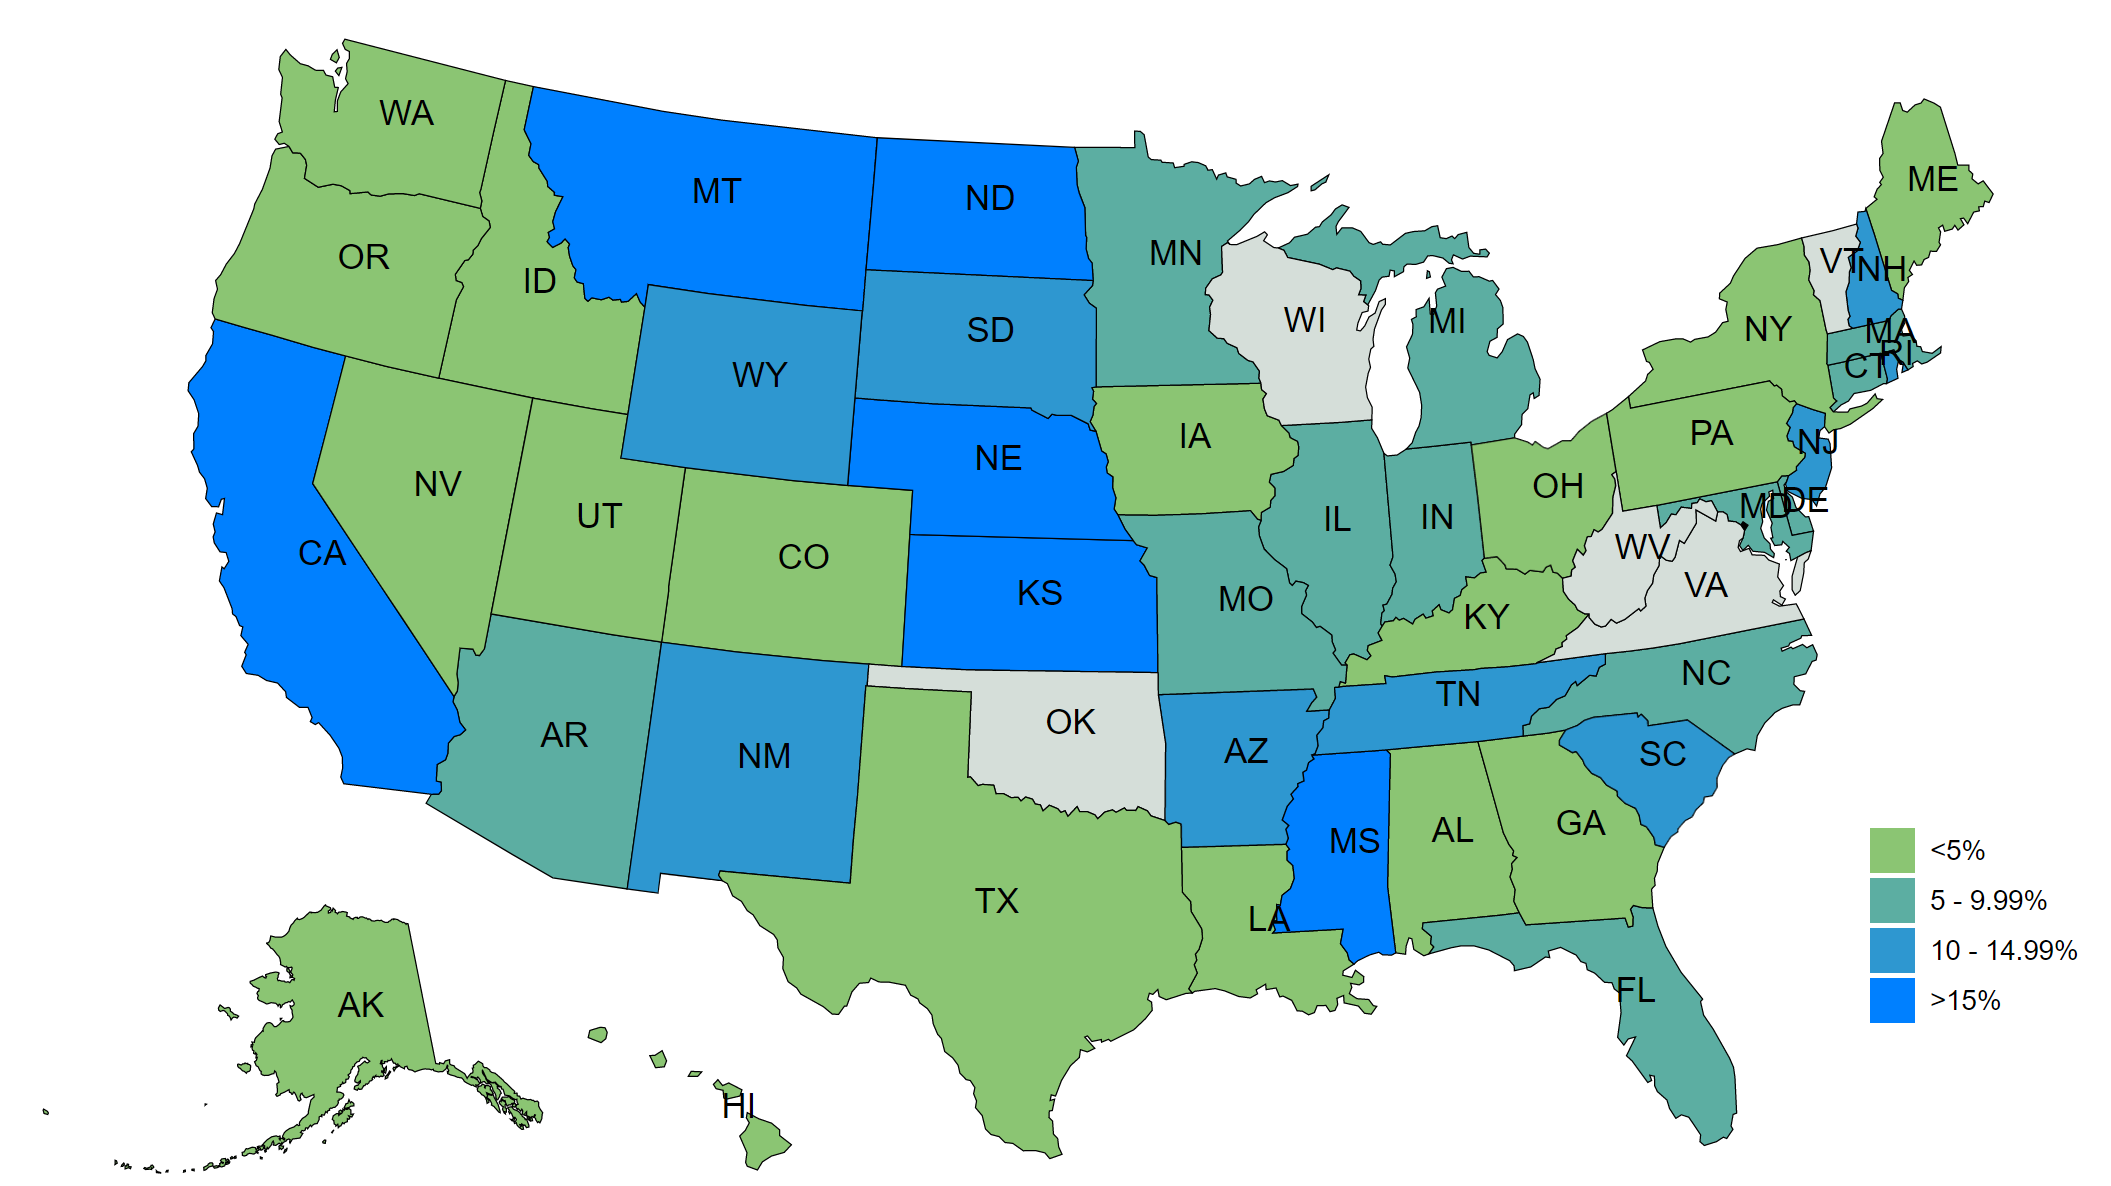 WA
MT
ND
ME
OR
ID
MN
VT
NH
SD
WI
MI
NY
MA
RI
CT
WY
IA
PA
NJ
NE
NV
UT
OH
MD
DE
IL
IN
CA
CO
WV
VA
KS
MO
KY
NC
TN
AR
NM
OK
AZ
SC
MS
AL
GA
<5%
TX
5 - 9.99%
LA
10 - 14.99%
FL
>15%
AK
HI